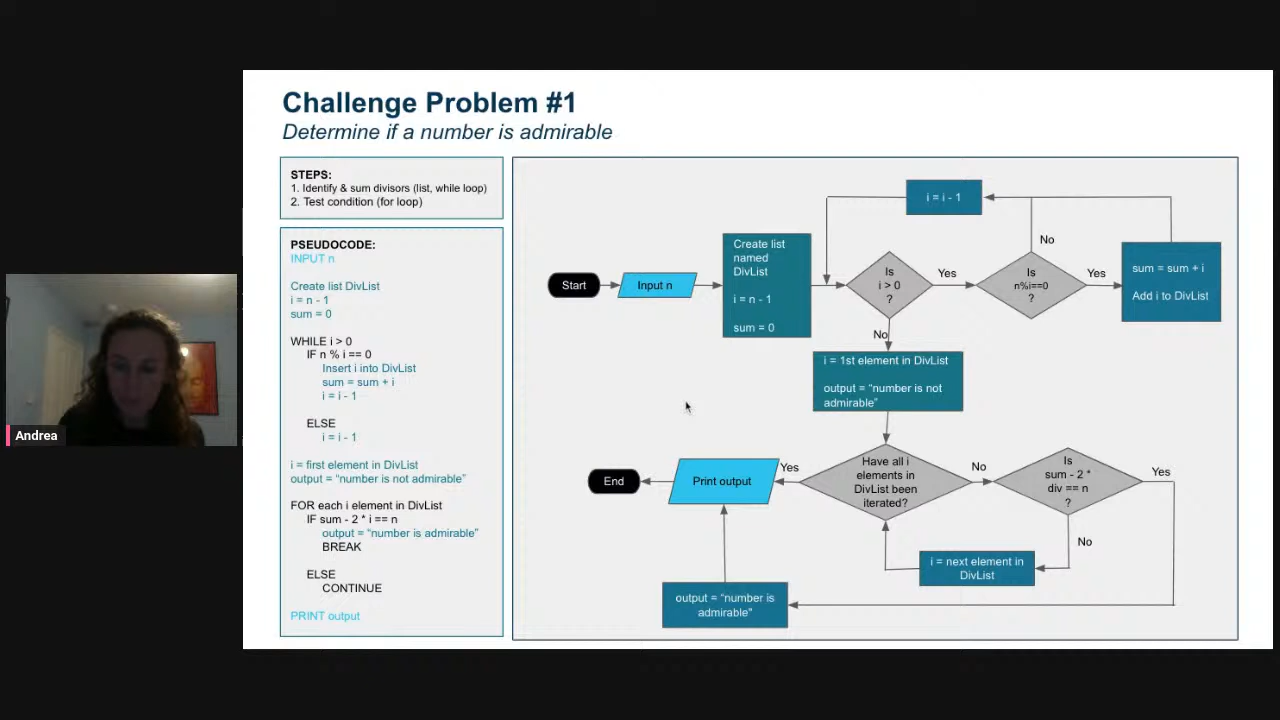 Challenge Problem #1
Determine if a number is admirable
STEPS:
1. Identify & sum divisors (list, while loop)
2. Test condition (for loop)
PSEUDOCODE:
INPUT n
Create list DivList
i = n - 1
sum = 0
WHILE i > 0
IF n % i == 0
Insert i into DivList
sum = sum + i
i = i - 1
ELSE
i = i - 1
i = first element in DivList
output = “number is not admirable”
FOR each i element in DivList
IF sum - 2 * i == n
output = “number is admirable”
BREAK
ELSE
CONTINUE
PRINT output
Start
Input n
Create list
named
DivList
i = n - 1
sum = 0
Is
i > 0
?
Yes
Is
n%i==0
?
Yes
sum = sum + i
Add i to DivList
No
i = i - 1
No
i = 1st element in DivList
output = “number is not
admirable”
Have all i
elements in
DivList been
iterated?
Yes
Print output
End
No
Is
sum - 2 *
div == n
?
Yes
No
i = next element in
DivList
output = “number is
admirable”
Andrea